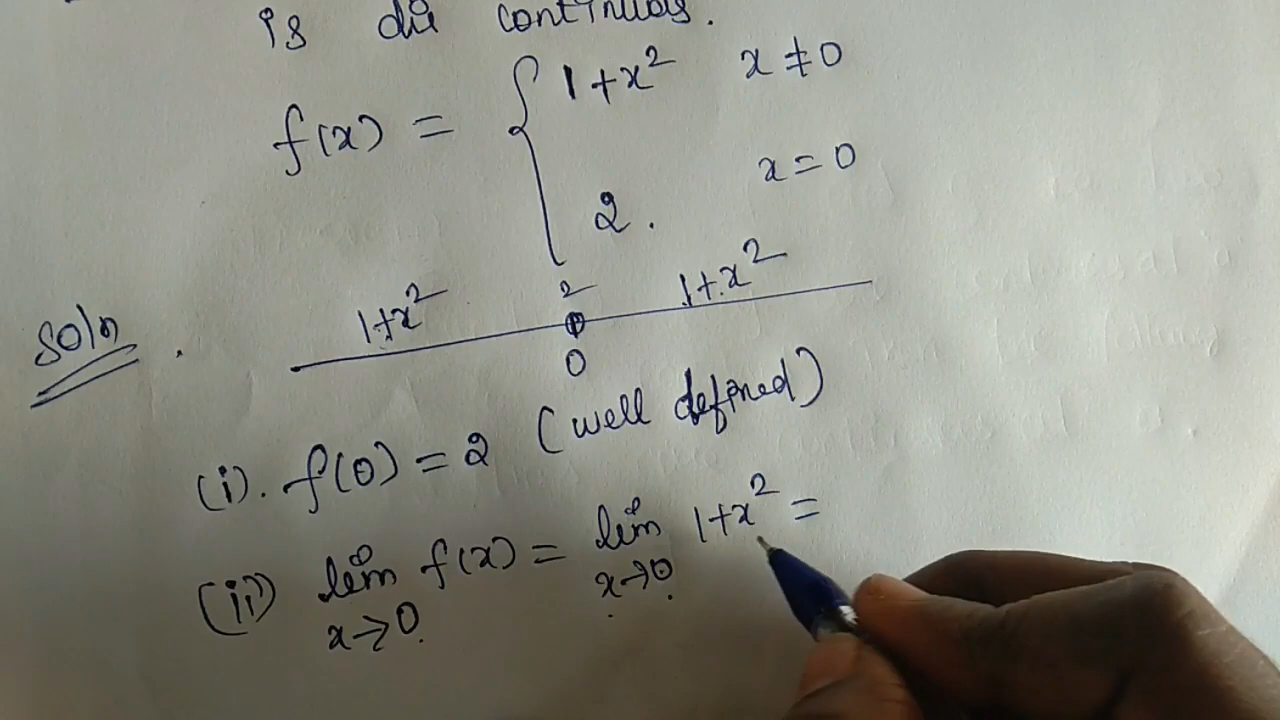 is dis continuous.
f(x) = { 1+x² x≠0
2. x=0
Soln. 1+x² 2 1+x²
0
(i). f(0) = 2 (well defined)
(ii) lim f(x) = lim 1+x² =
x→0. x→0.